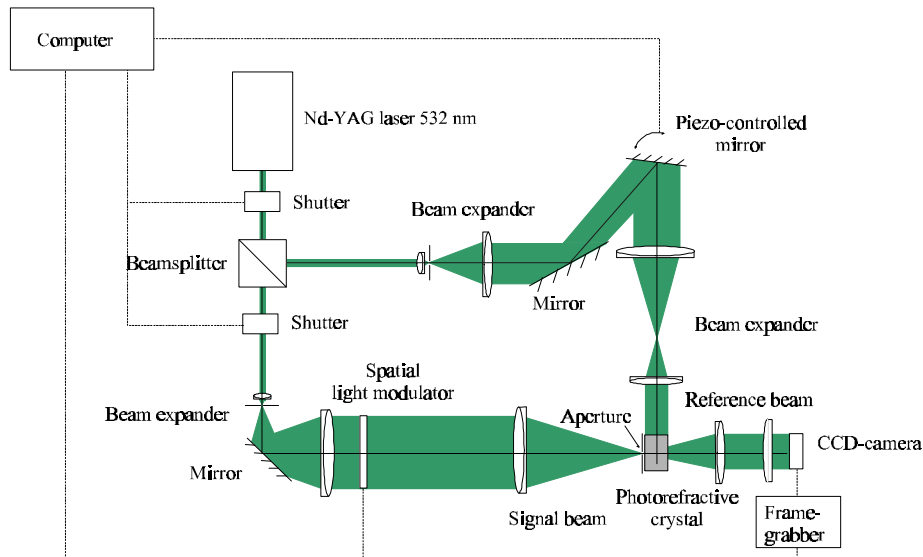 Computer
Nd-YAG laser 532 nm
Piezo-controlled
mirror
Shutter
Beam expander
Beamsplitter
Mirror
Shutter
Beam expander
Spatial
light modulator
Reference beam
Beam expander
Aperture
CCD-camera
Mirror
Photorefractive
crystal
Signal beam
Frame-
grabber